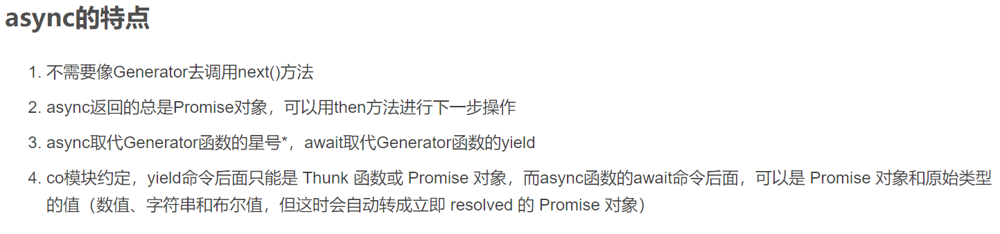 async的特点
1. 不需要像Generator去调用next()方法
2. async返回的总是Promise对象，可以用then方法进行下一步操作
3. async取代Generator函数的星号*，await取代Generator函数的yield
4. co模块约定，yield命令后面只能是 Thunk 函数或 Promise 对象，而async函数的await命令后面，可以是 Promise 对象和原始类型
的值（数值、字符串和布尔值，但这时会自动转成立即 resolved 的 Promise 对象）